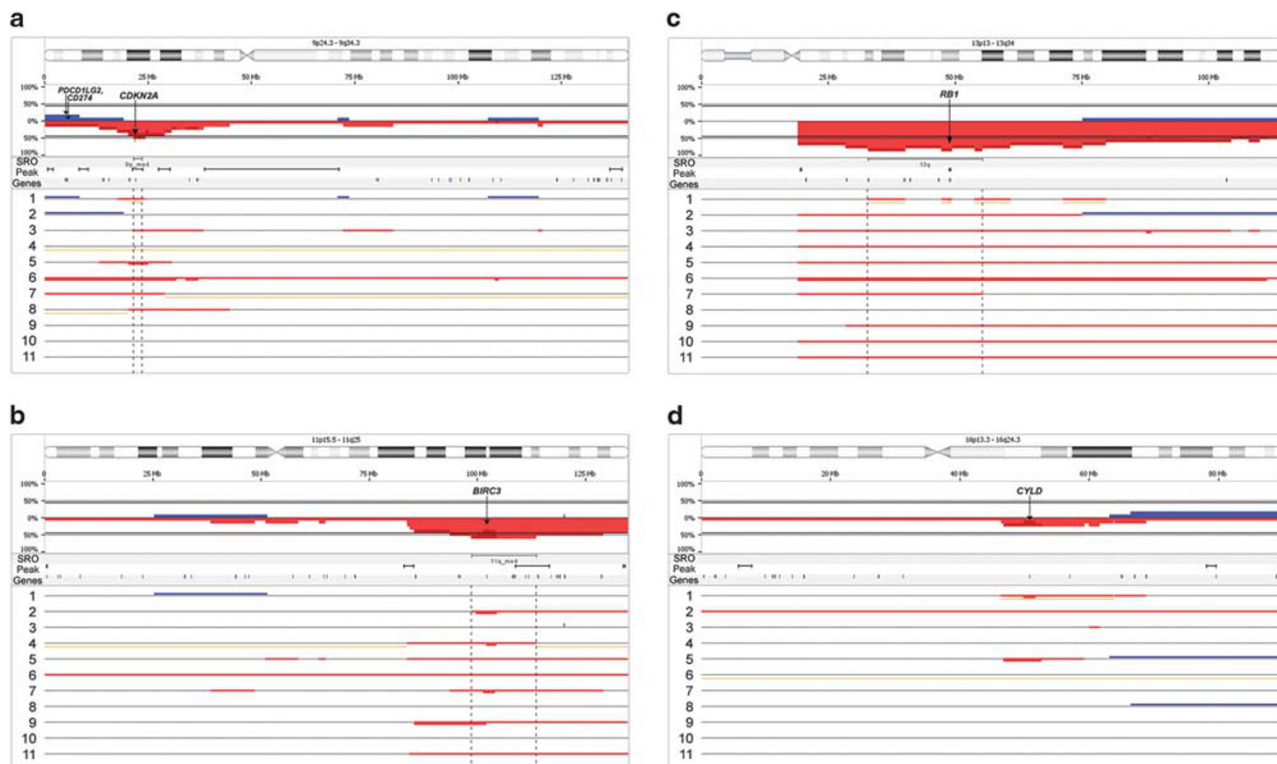 a
9p24.3 - 9q34.3
0 25 Mb 50 Mb 75 Mb 100 Mb 125 Mb
100%
50%
0%
50%
100%
PDCD1LG2,
CD274
CDKN2A
SRO
Peak
Genes
1
2
3
4
5
6
7
8
9
10
11
c
13p13 - 13q34
0 25 Mb 50 Mb 75 Mb 100 Mb
100%
50%
0%
50%
100%
RB1
SRO 13q
Peak
Genes
1
2
3
4
5
6
7
8
9
10
11
b
11p15.5 - 11q25
0 25 Mb 50 Mb 75 Mb 100 Mb 125 Mb
100%
50%
0%
50%
100%
BIRC3
SRO 11q_mcd
Peak
Genes
1
2
3
4
5
6
7
8
9
10
11
d
16p13.3 - 16q24.3
0 20 Mb 40 Mb 60 Mb 80 Mb
100%
50%
0%
50%
100%
CYLD
SRO
Peak
Genes
1
2
3
4
5
6
7
8
9
10
11